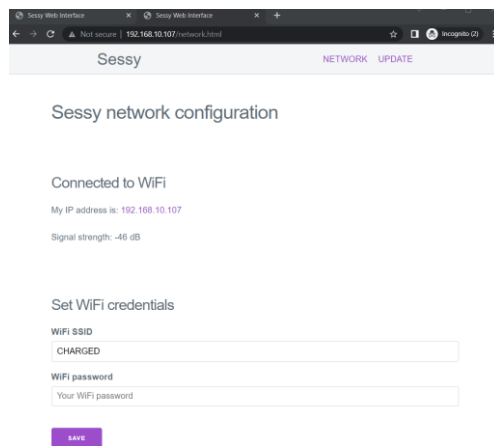 Sessy Web Interface
Sessy Web Interface
Not secure | 192.168.10.107/network.html
Incognito (2)
Sessy
NETWORK UPDATE
Sessy network configuration
Connected to WiFi
My IP address is: 192.168.10.107
Signal strength: -46 dB
Set WiFi credentials
WiFi SSID
CHARGED
WiFi password
Your WiFi password
SAVE